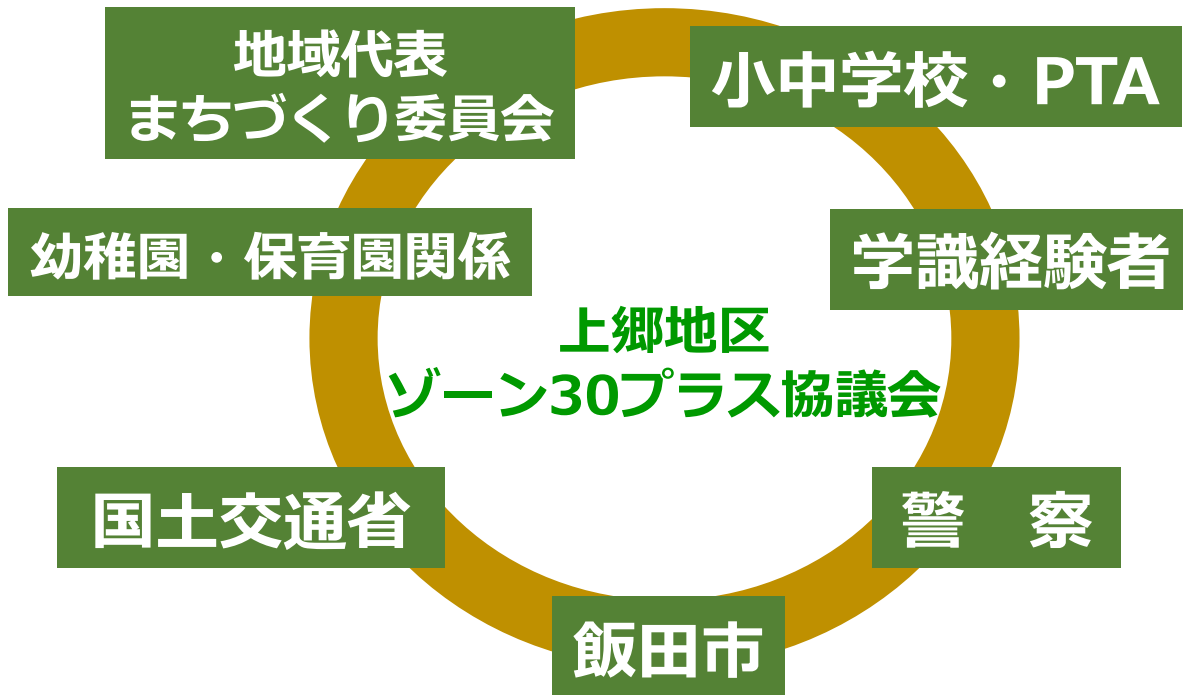 地域代表
まちづくり委員会
小中学校・PTA
幼稚園・保育園関係
学識経験者
上郷地区
ゾーン30プラス協議会
国土交通省
警　察
飯田市